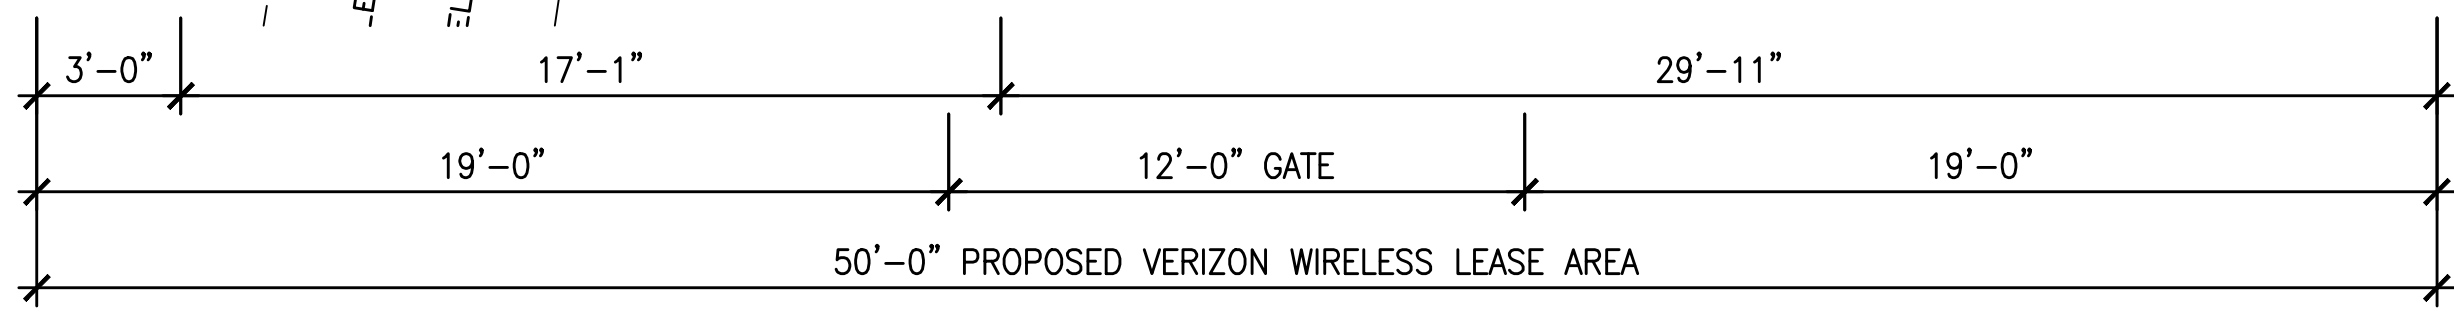 3'-0" 17'-1" 29'-11"
19'-0" 12'-0" GATE 19'-0"
50'-0" PROPOSED VERIZON WIRELESS LEASE AREA